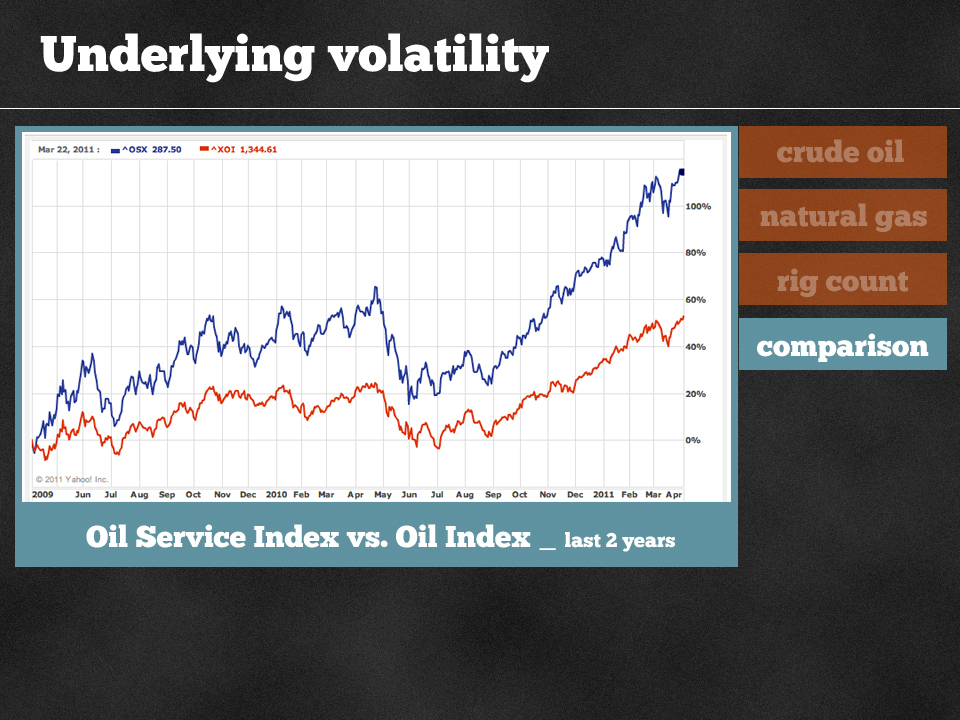 Underlying volatility
Mar 22, 2011 : ^OSX 287.50 ^XOI 1,344.61
100%
80%
60%
40%
20%
0%
© 2011 Yahoo! Inc.
2009 Jun Jul Aug Sep Oct Nov Dec 2010 Feb Mar Apr May Jun Jul Aug Sep Oct Nov Dec 2011 Feb Mar Apr
Oil Service Index vs. Oil Index _ last 2 years
crude oil
natural gas
rig count
comparison